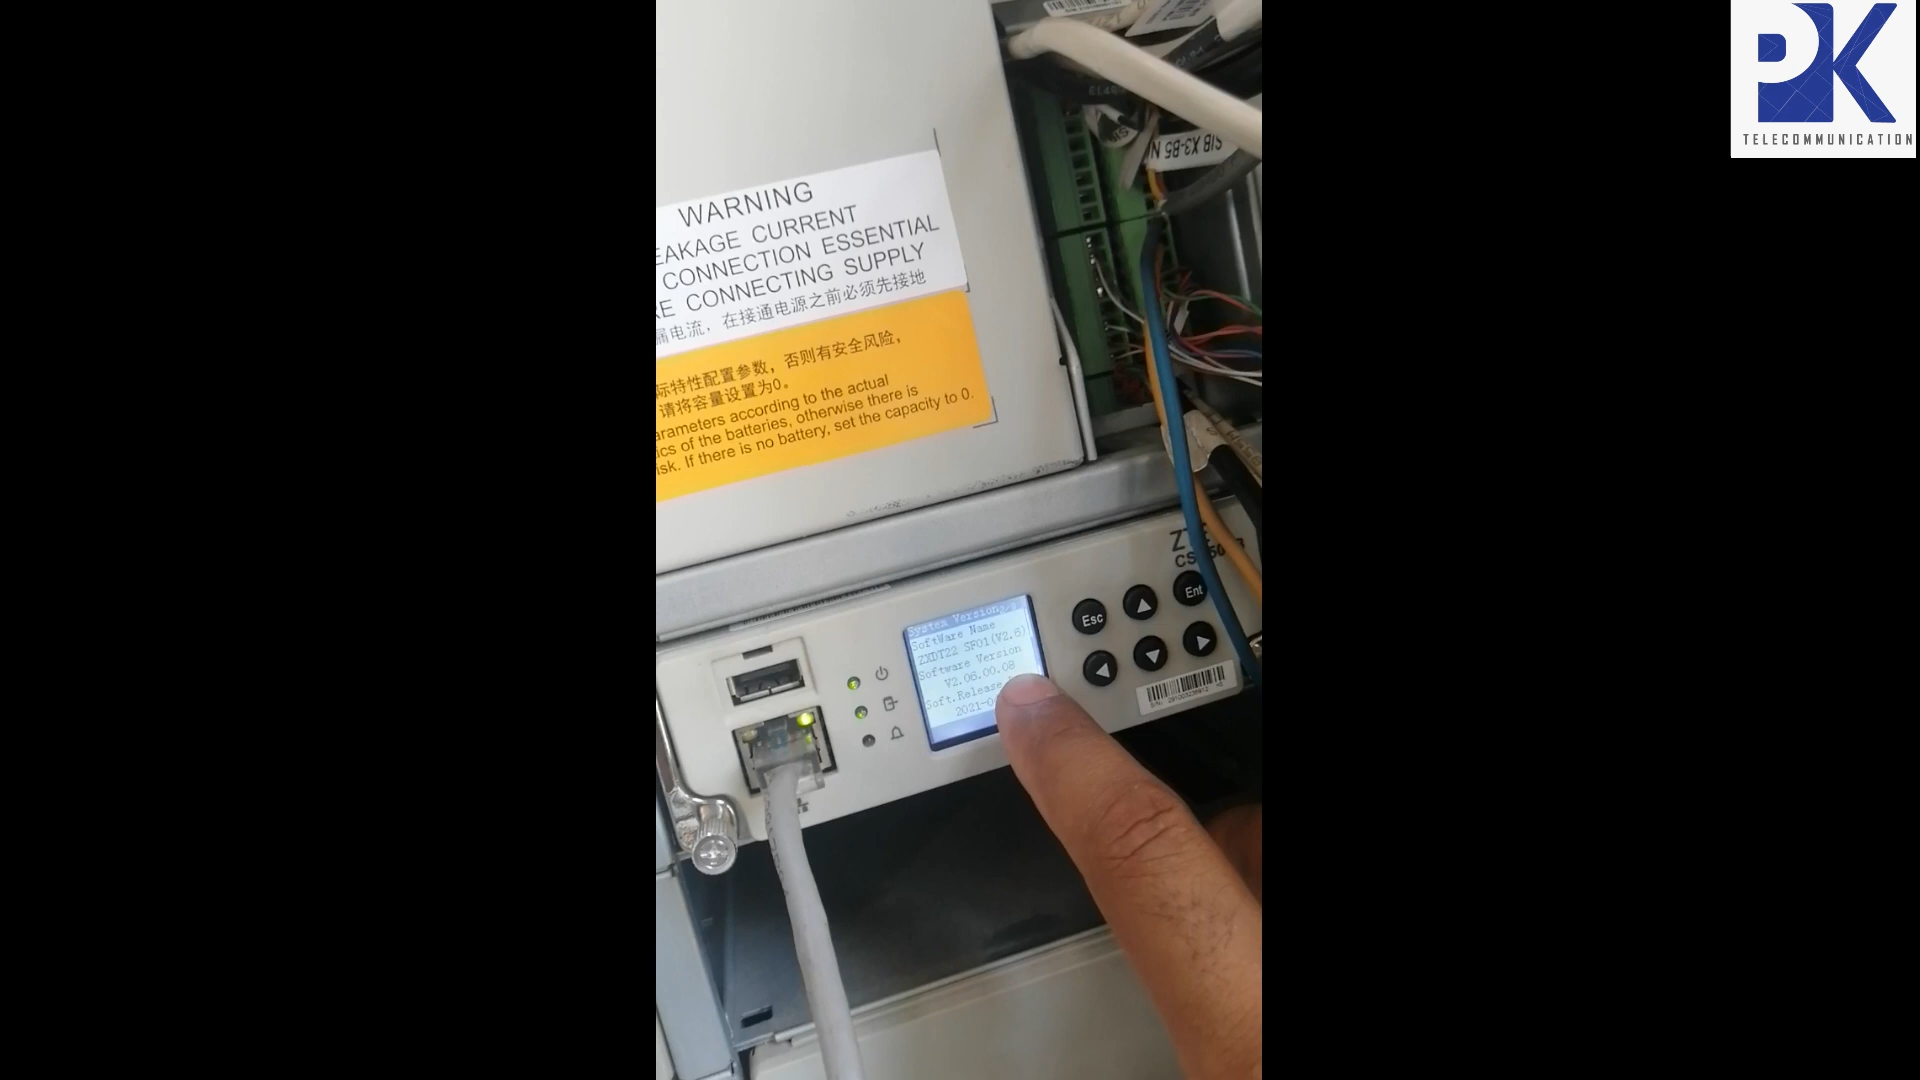 PK
TELECOMMUNICATION
SIB X3-B5
WARNING
EAKAGE CURRENT
CONNECTION ESSENTIAL
RE CONNECTING SUPPLY
漏电流，在接通电源之前必须先接地
际特性配置参数，否则有安全风险，
请将容量设置为0。
arameters according to the actual
ics of the batteries, otherwise there is
isk. If there is no battery, set the capacity to 0.
ZTE
System Version
SoftWare Name
ZXDT22 SF01(V2.6)
Software Version
V2.06.00.08
Soft.Release
2021-0
Esc
Ent